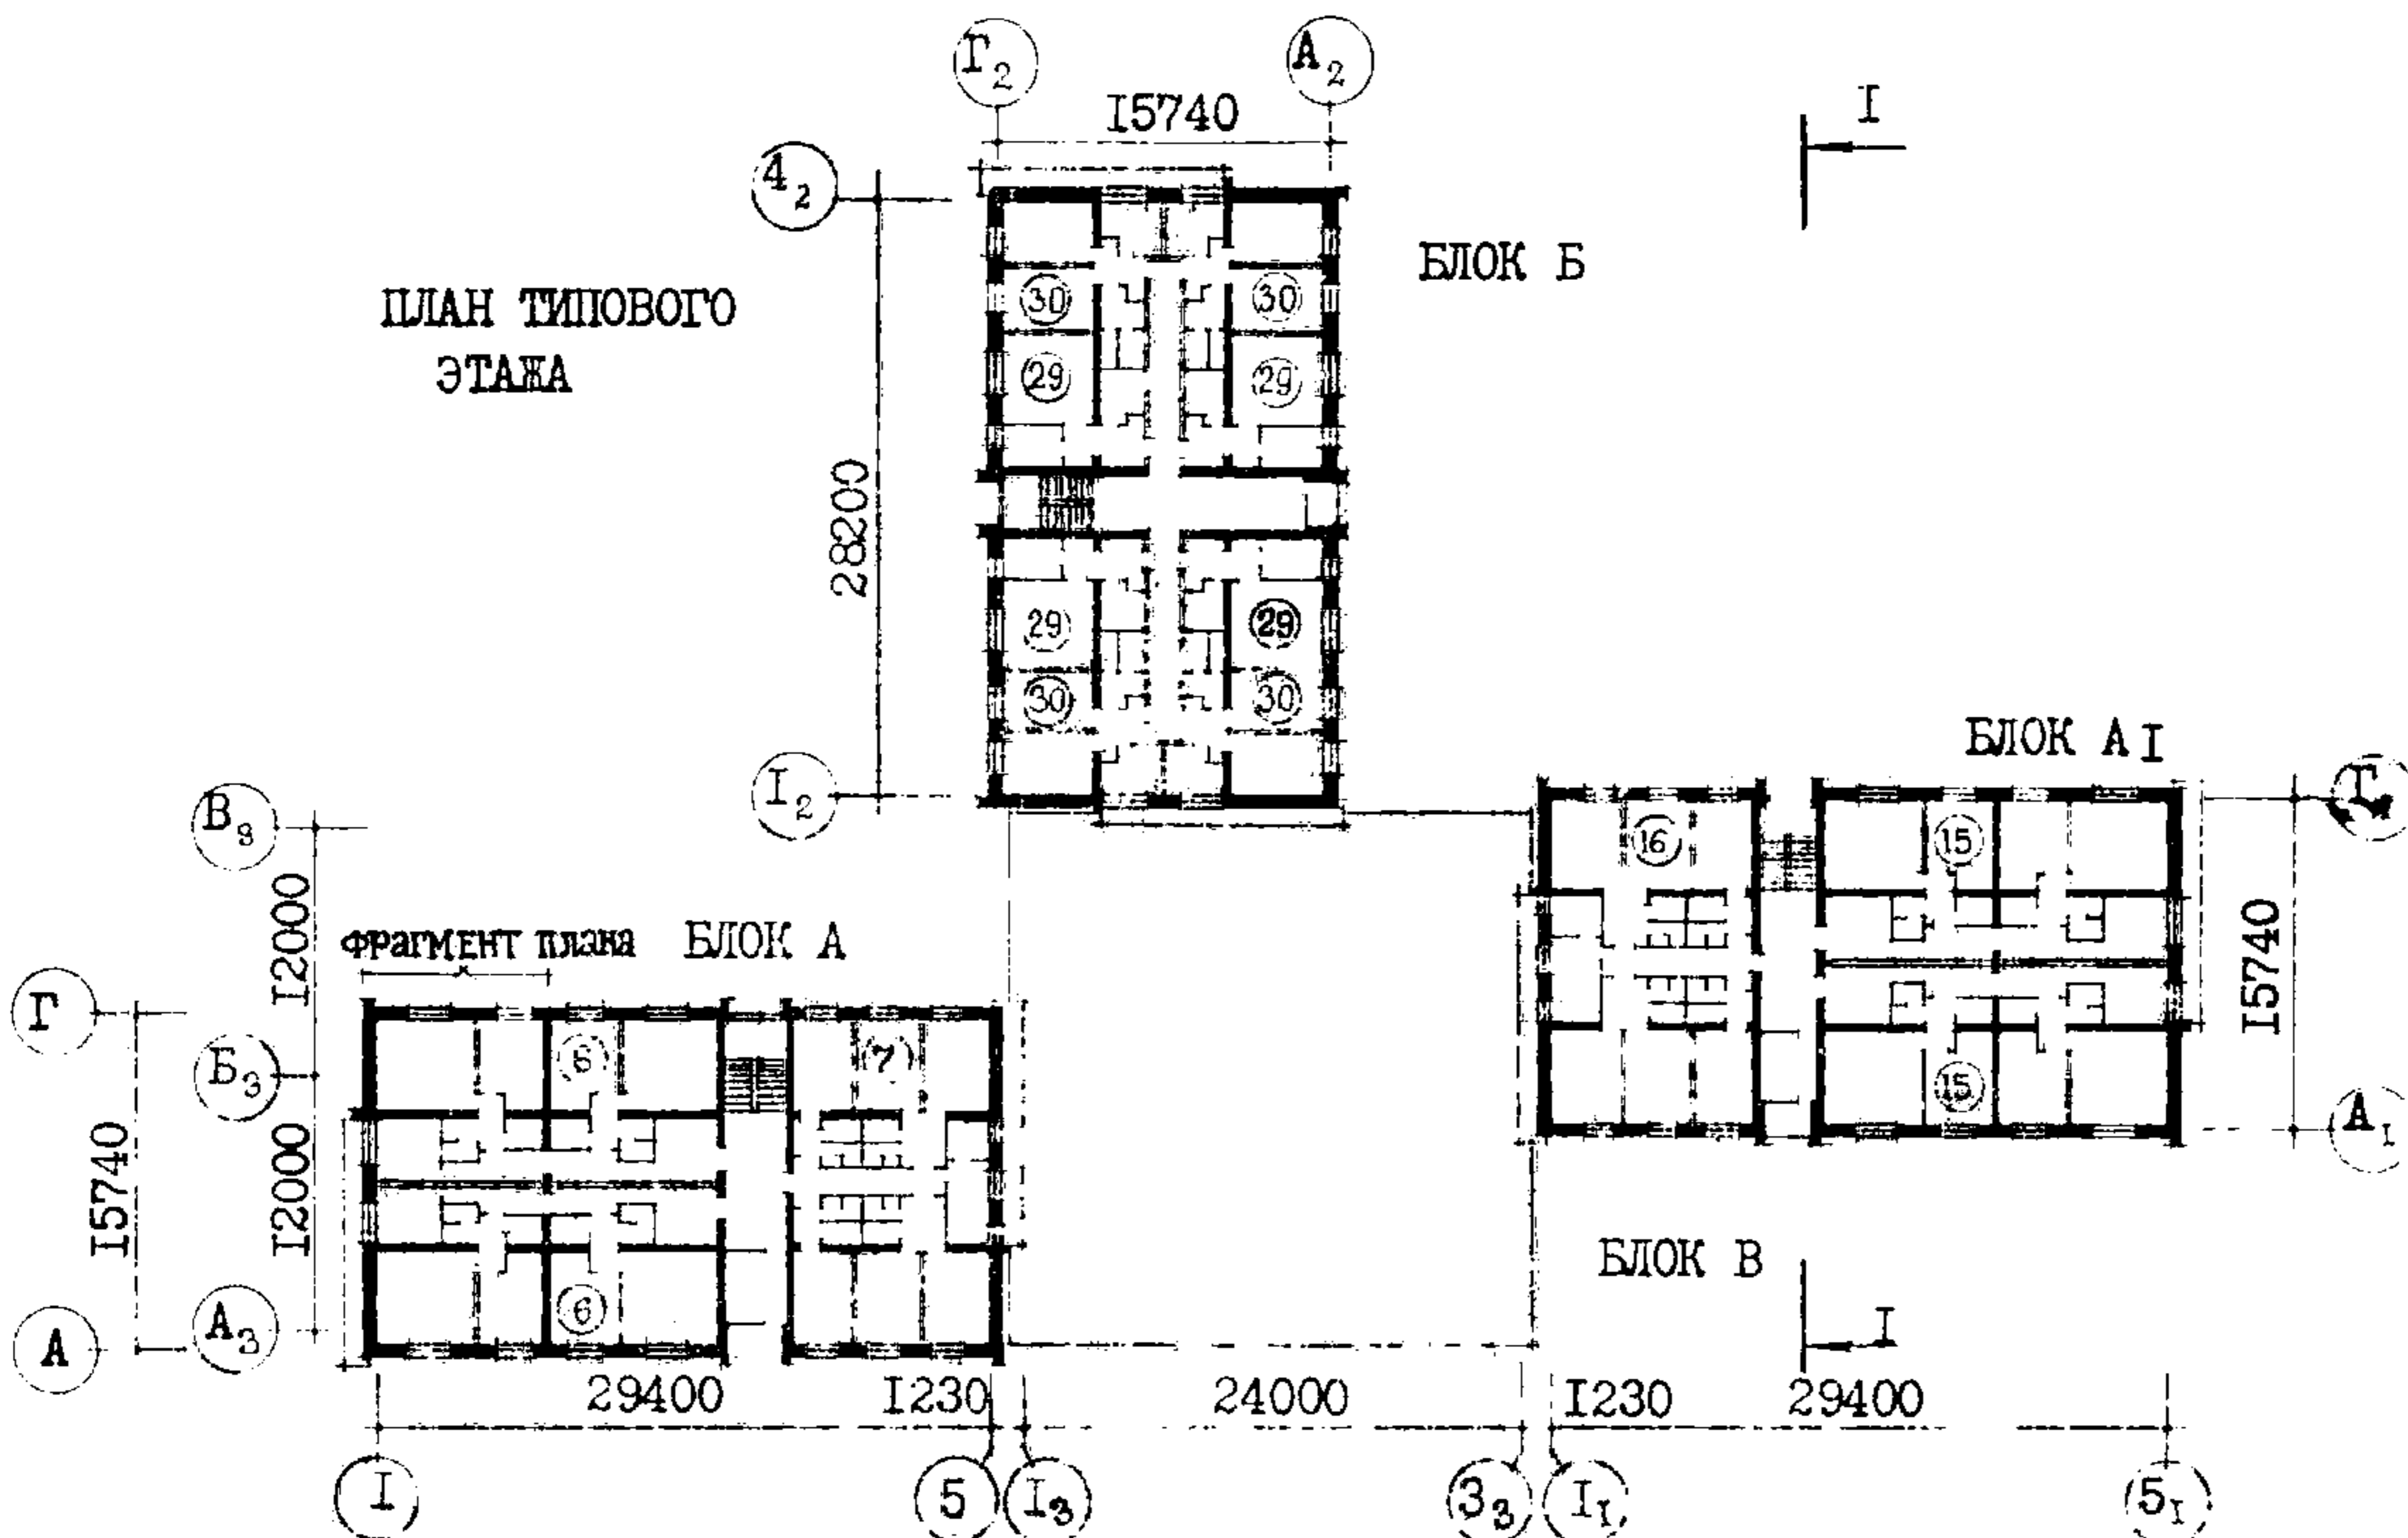 Г₂
А₂
15740
I
4₂
БЛОК Б
ПЛАН ТИПОВОГО
ЭТАЖА
30
30
29
29
28200
29
29
30
30
БЛОК А I
I₂
В₃
Г
16
15
12000
ФРАГМЕНТ плана
БЛОК А
15740
Г
6
7
Б₃
15
А₁
15740
12000
БЛОК В
6
I
А₃
А
29400
I230
24000
I230
29400
I
5
I₃
3₃
I₁
5₁